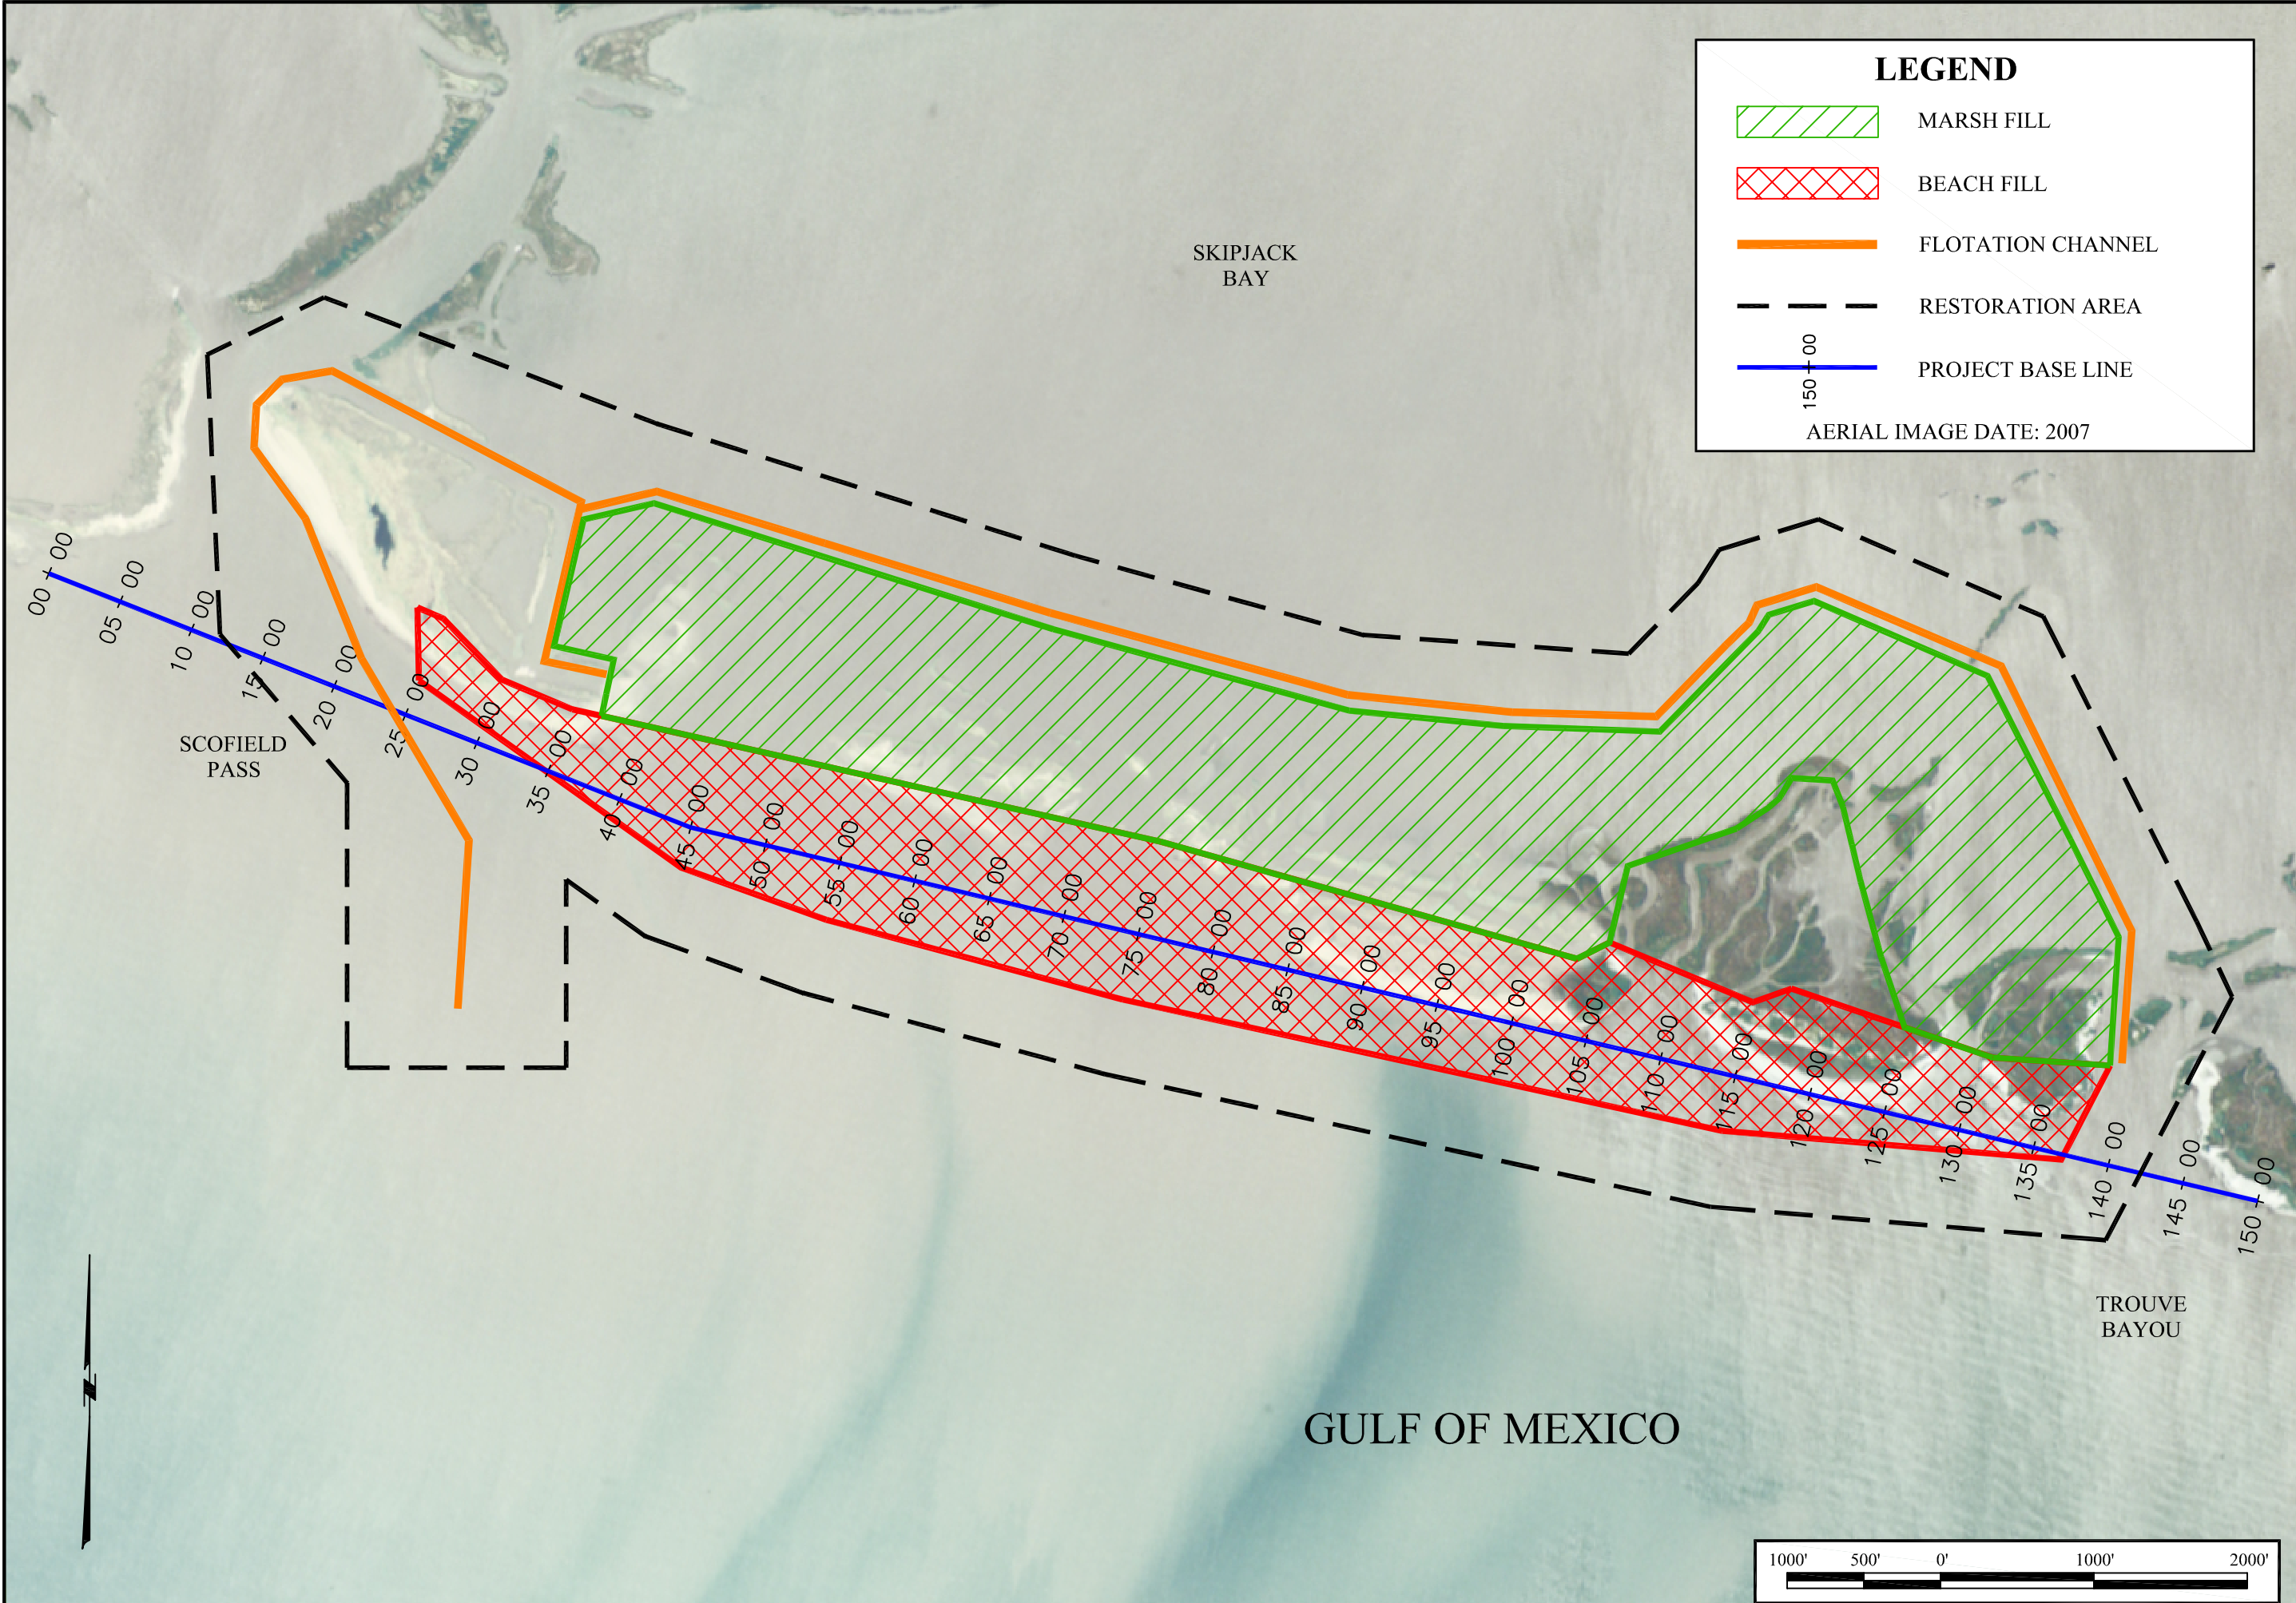 LEGEND
MARSH FILL
BEACH FILL
FLOTATION CHANNEL
RESTORATION AREA
150+00
PROJECT BASE LINE
AERIAL IMAGE DATE: 2007
SKIPJACK
BAY
SCOFIELD
PASS
00+00
05+00
10+00
15+00
20+00
25+00
30+00
35+00
40+00
45+00
50+00
55+00
60+00
65+00
70+00
75+00
80+00
85+00
90+00
95+00
100+00
105+00
110+00
115+00
120+00
125+00
130+00
135+00
140+00
145+00
150+00
TROUVE
BAYOU
GULF OF MEXICO
N
1000' 500' 0' 1000' 2000'